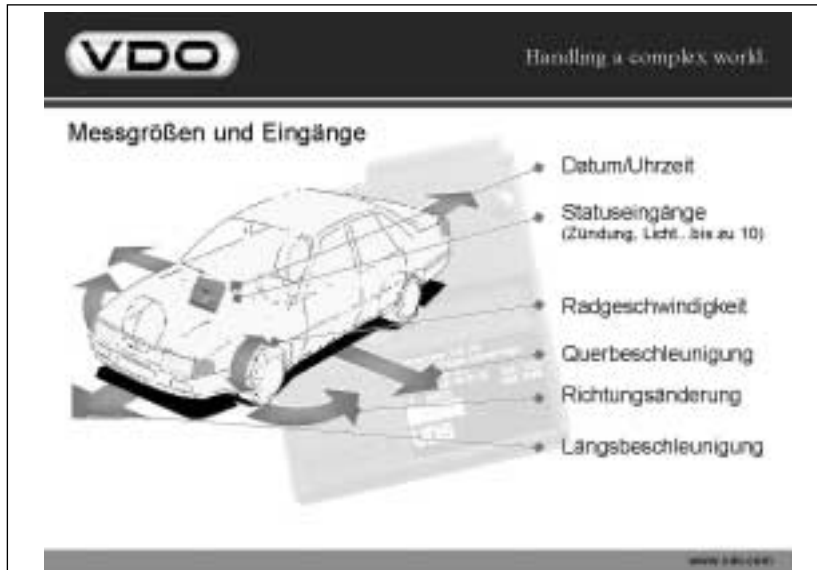 VDO
Handling a complex world.
Messgrößen und Eingänge
Datum/Uhrzeit
Statuseingänge
(Zündung, Licht.. bis zu 10)
Radgeschwindigkeit
Querbeschleunigung
Richtungsänderung
Längsbeschleunigung
www.vdo.com